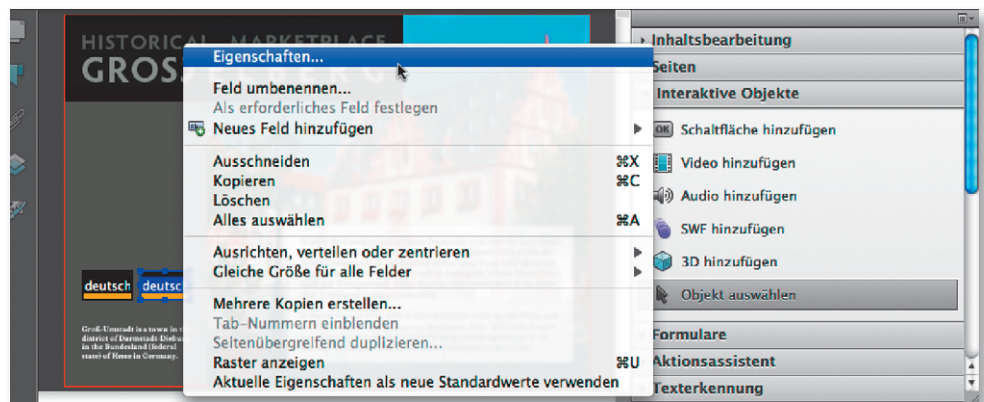 HISTORICAL MARKETPLACE
Eigenschaften...
Feld umbenennen...
Als erforderliches Feld festlegen
Neues Feld hinzufügen
Ausschneiden ⌘X
Kopieren ⌘C
Löschen
Alles auswählen ⌘A
Ausrichten, verteilen oder zentrieren
Gleiche Größe für alle Felder
Mehrere Kopien erstellen...
Tab-Nummern einblenden
Seitenübergreifend duplizieren...
Raster anzeigen ⌘U
Aktuelle Eigenschaften als neue Standardwerte verwenden
deutsch deutsc
Groß-Umstadt is a town in the
district of Darmstadt-Diebur
in the Bundesland (federal
state) of Hesse in Germany.
Inhaltsbearbeitung
Seiten
Interaktive Objekte
OK Schaltfläche hinzufügen
Video hinzufügen
Audio hinzufügen
SWF hinzufügen
3D hinzufügen
Objekt auswählen
Formulare
Aktionsassistent
Texterkennung